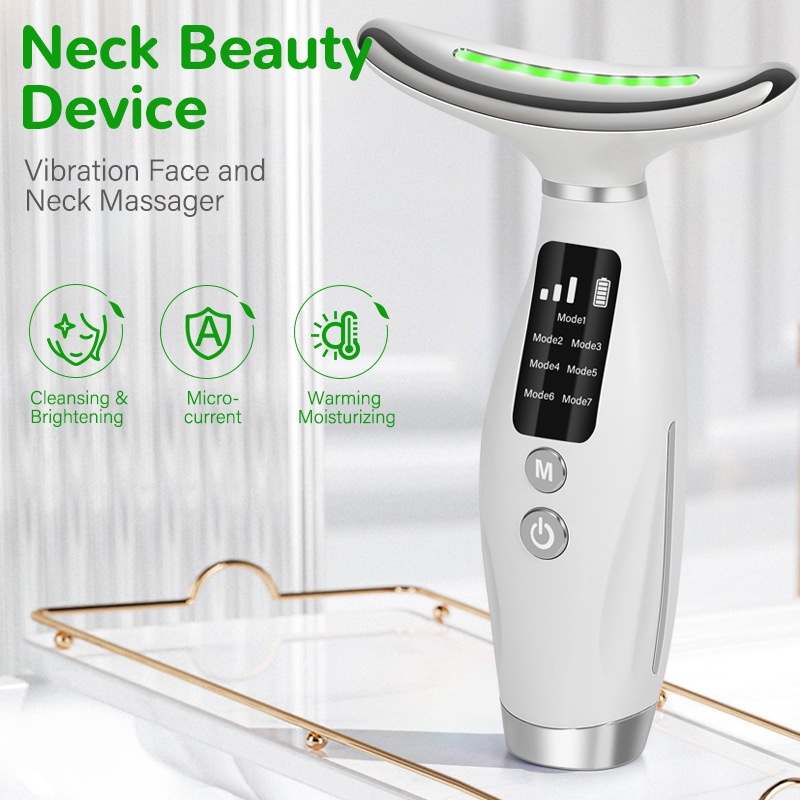 Neck Beauty
Device
Vibration Face and
Neck Massager
A
Cleansing &
Brightening
Micro-
current
Warming
Moisturizing
Mode1
Mode2 Mode3
Mode4 Mode5
Mode6 Mode7
M